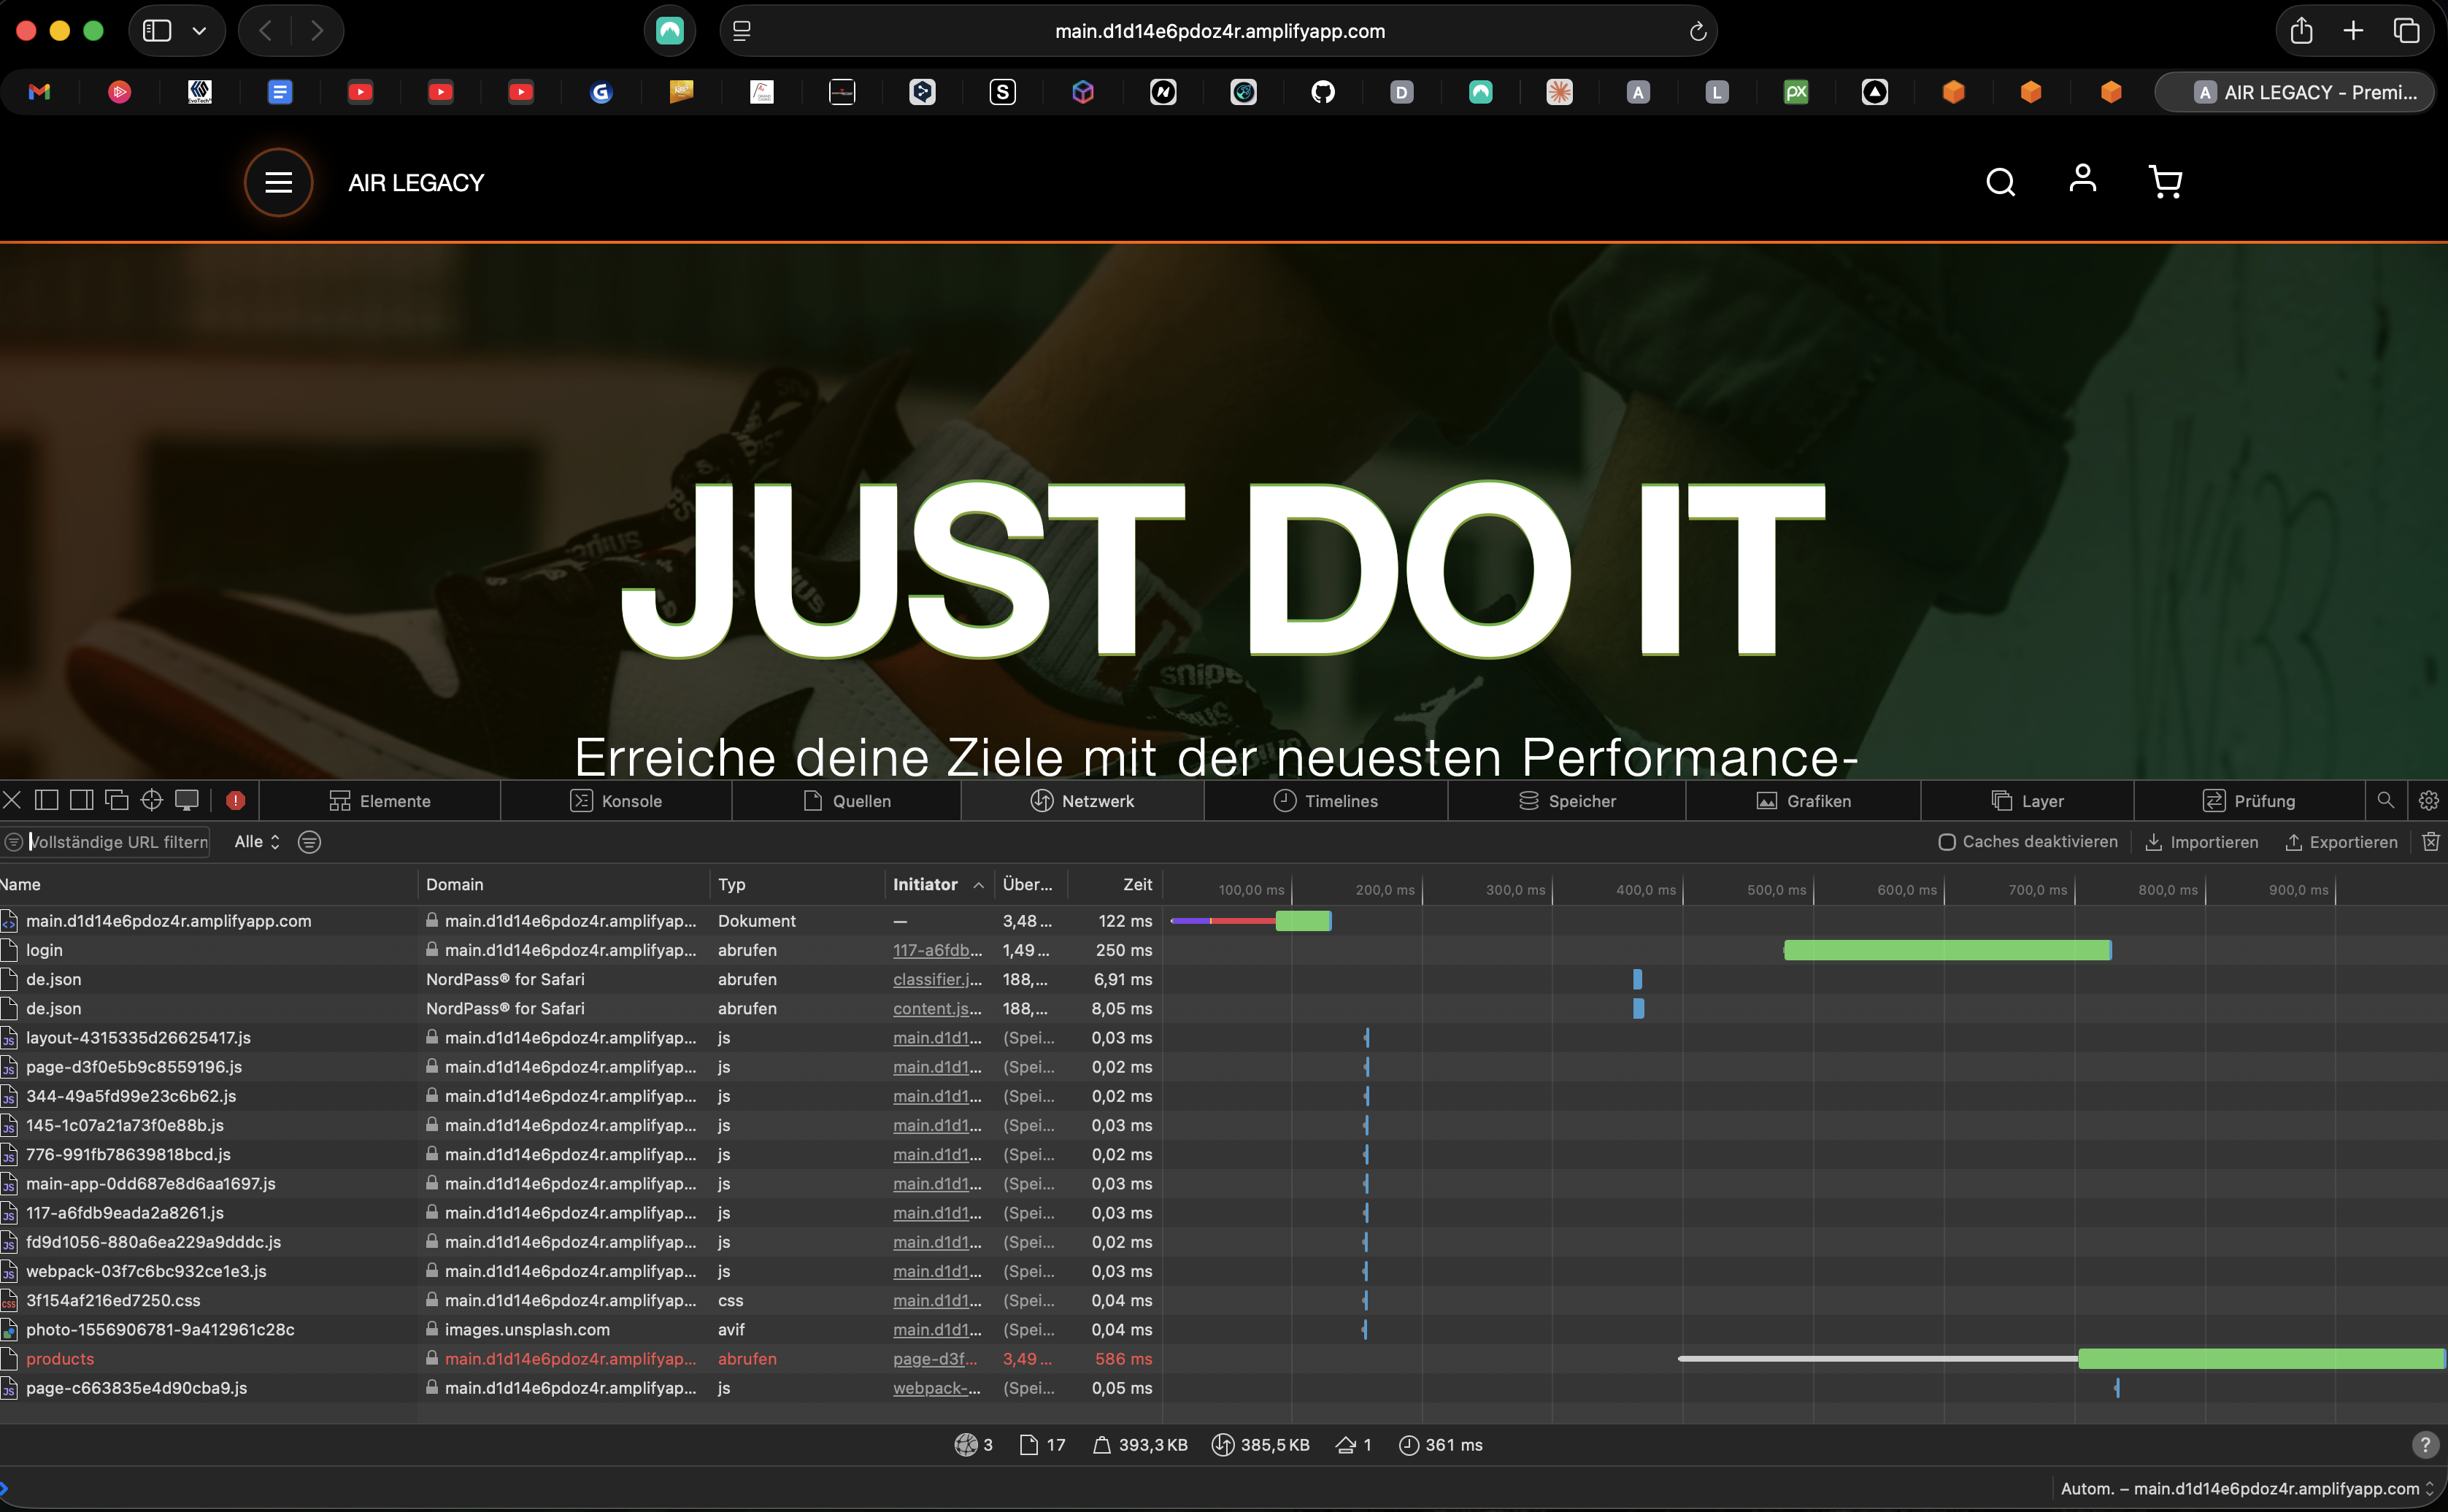 main.d1d14e6pdoz4r.amplifyapp.com
AIR LEGACY - Premi...
AIR LEGACY
JUST DO IT
Erreiche deine Ziele mit der neuesten Performance-
Elemente Konsole Quellen Netzwerk Timelines Speicher Grafiken Layer Prüfung
Vollständige URL filtern Alle Caches deaktivieren Importieren Exportieren
Name Domain Typ Initiator Über... Zeit 100,00 ms 200,0 ms 300,0 ms 400,0 ms 500,0 ms 600,0 ms 700,0 ms 800,0 ms 900,0 ms
main.d1d14e6pdoz4r.amplifyapp.com main.d1d14e6pdoz4r.amplifyap... Dokument — 3,48 ... 122 ms
login main.d1d14e6pdoz4r.amplifyap... abrufen 117-a6fdb... 1,49 ... 250 ms
de.json NordPass® for Safari abrufen classifier.j... 188,... 6,91 ms
de.json NordPass® for Safari abrufen content.js... 188,... 8,05 ms
layout-4315335d26625417.js main.d1d14e6pdoz4r.amplifyap... js main.d1d1... (Spei... 0,03 ms
page-d3f0e5b9c8559196.js main.d1d14e6pdoz4r.amplifyap... js main.d1d1... (Spei... 0,02 ms
344-49a5fd99e23c6b62.js main.d1d14e6pdoz4r.amplifyap... js main.d1d1... (Spei... 0,02 ms
145-1c07a21a73f0e88b.js main.d1d14e6pdoz4r.amplifyap... js main.d1d1... (Spei... 0,03 ms
776-991fb78639818bcd.js main.d1d14e6pdoz4r.amplifyap... js main.d1d1... (Spei... 0,02 ms
main-app-0dd687e8d6aa1697.js main.d1d14e6pdoz4r.amplifyap... js main.d1d1... (Spei... 0,03 ms
117-a6fdb9eada2a8261.js main.d1d14e6pdoz4r.amplifyap... js main.d1d1... (Spei... 0,03 ms
fd9d1056-880a6ea229a9dddc.js main.d1d14e6pdoz4r.amplifyap... js main.d1d1... (Spei... 0,02 ms
webpack-03f7c6bc932ce1e3.js main.d1d14e6pdoz4r.amplifyap... js main.d1d1... (Spei... 0,03 ms
3f154af216ed7250.css main.d1d14e6pdoz4r.amplifyap... css main.d1d1... (Spei... 0,04 ms
photo-1556906781-9a412961c28c images.unsplash.com avif main.d1d1... (Spei... 0,04 ms
products main.d1d14e6pdoz4r.amplifyap... abrufen page-d3f... 3,49 ... 586 ms
page-c663835e4d90cba9.js main.d1d14e6pdoz4r.amplifyap... js webpack-... (Spei... 0,05 ms
3 17 393,3 KB 385,5 KB 1 361 ms
Autom. – main.d1d14e6pdoz4r.amplifyapp.com